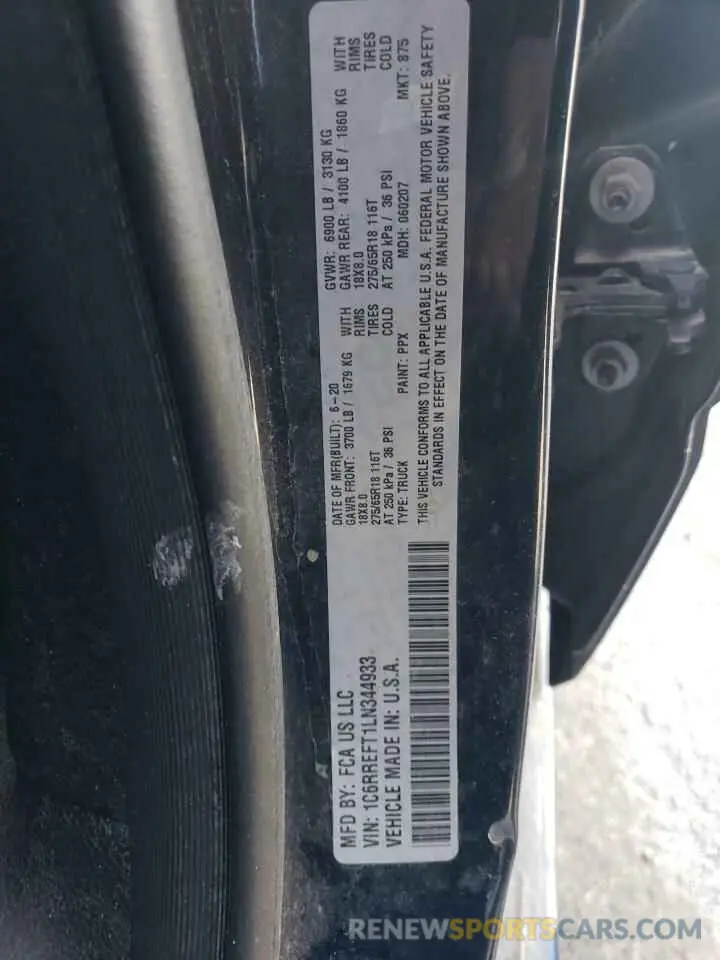 MFD BY: FCA US LLC
VIN: 1C6RREFT1LN344933
VEHICLE MADE IN: U.S.A.
DATE OF MFR(BUILT): 6-20
GAWR FRONT: 3700 LB / 1679 KG WITH
18X8.0 RIMS
275/65R18 116T TIRES
AT 250 kPa / 36 PSI COLD
TYPE: TRUCK PAINT: PPX
GVWR: 6900 LB / 3130 KG
GAWR REAR: 4100 LB / 1860 KG WITH
18X8.0 RIMS
275/65R18 116T TIRES
AT 250 kPa / 36 PSI COLD
MDH: 060207 MKT: 875
THIS VEHICLE CONFORMS TO ALL APPLICABLE U.S.A. FEDERAL MOTOR VEHICLE SAFETY
STANDARDS IN EFFECT ON THE DATE OF MANUFACTURE SHOWN ABOVE.
RENEWSPORTSCARS.COM